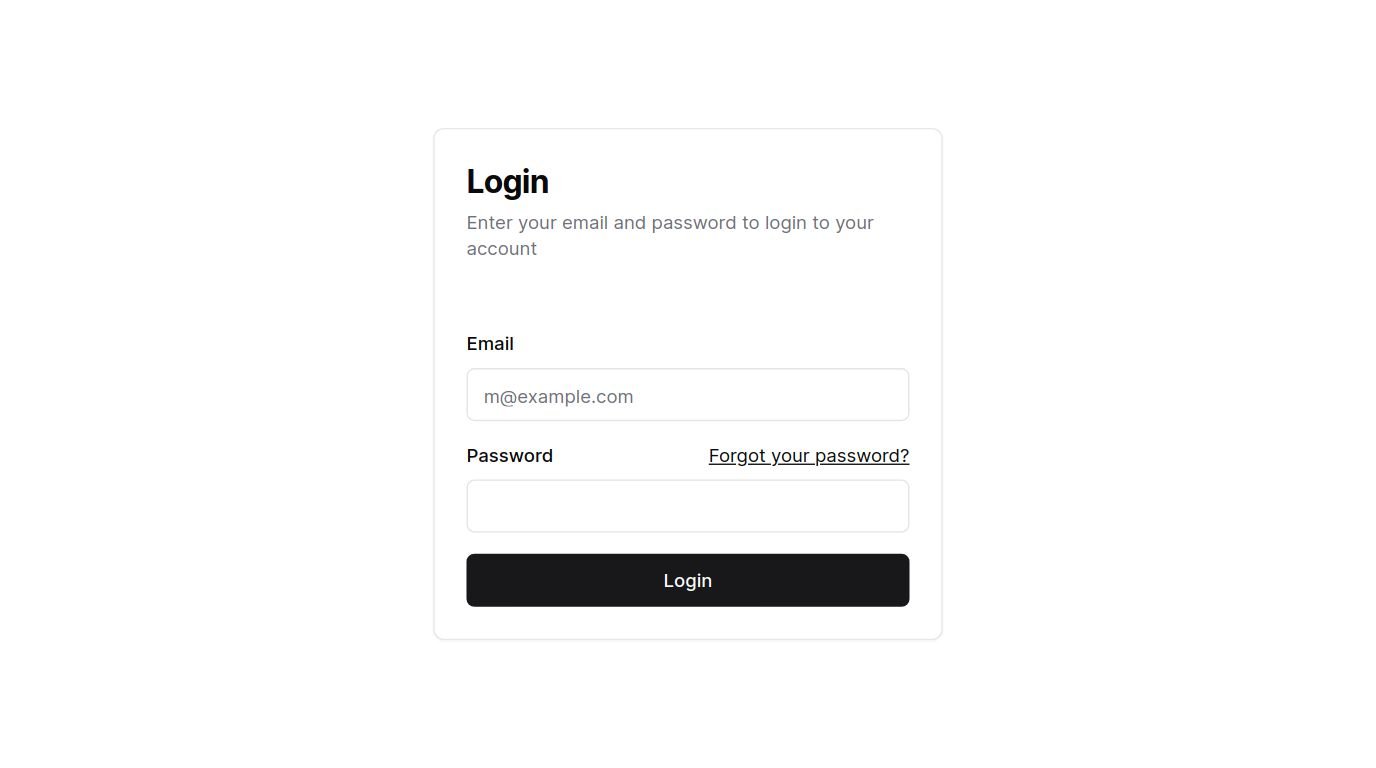 Login
Enter your email and password to login to your
account
Email
m@example.com
Password
Forgot your password?
Login